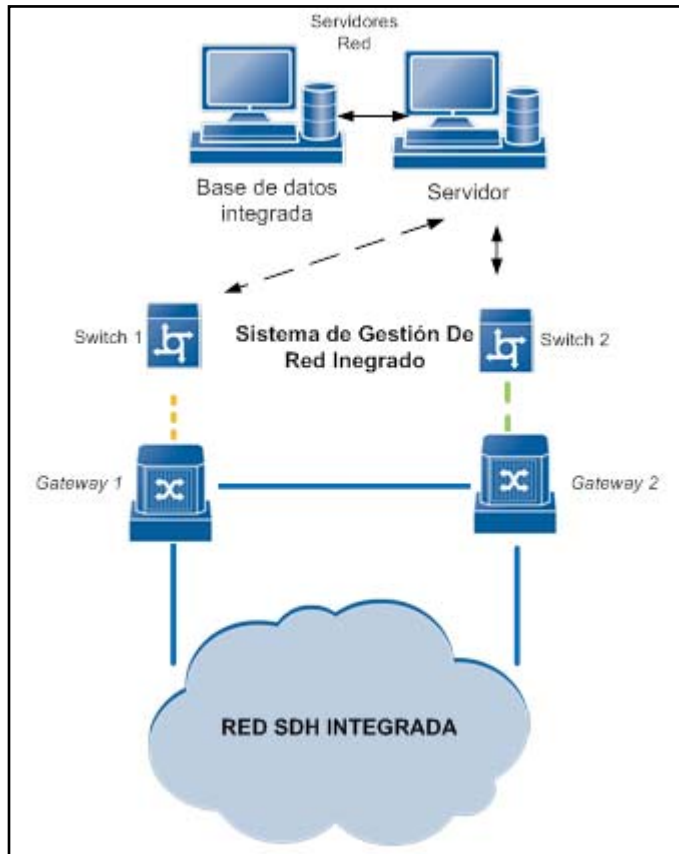 Servidores
Red
Base de datos
integrada
Servidor
Switch 1
Sistema de Gestión De
Red Inegrado
Switch 2
Gateway 1
Gateway 2
RED SDH INTEGRADA